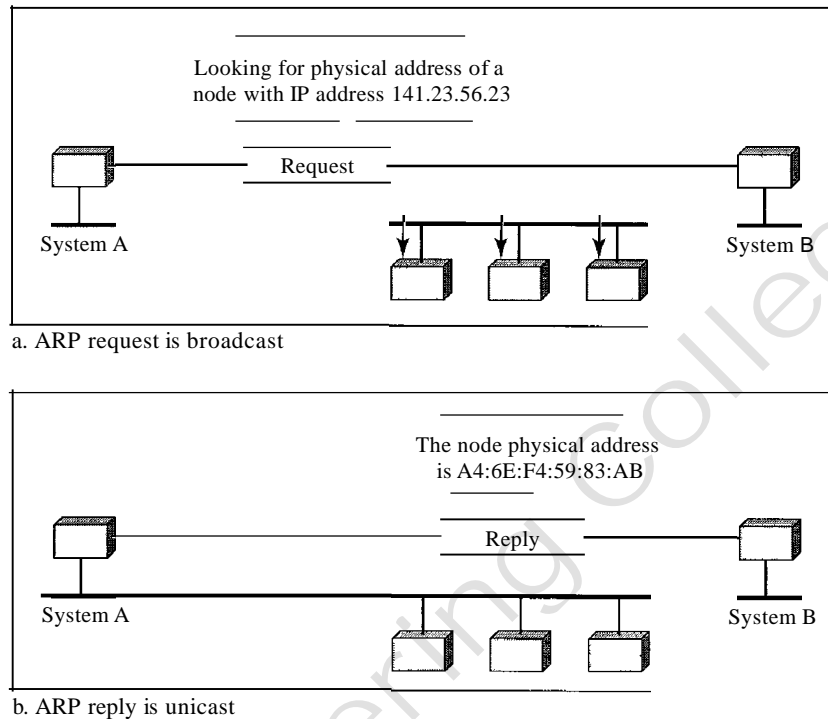 Looking for physical address of a
node with IP address 141.23.56.23
Request
System A
System B
a. ARP request is broadcast
The node physical address
is A4:6E:F4:59:83:AB
Reply
System A
System B
b. ARP reply is unicast